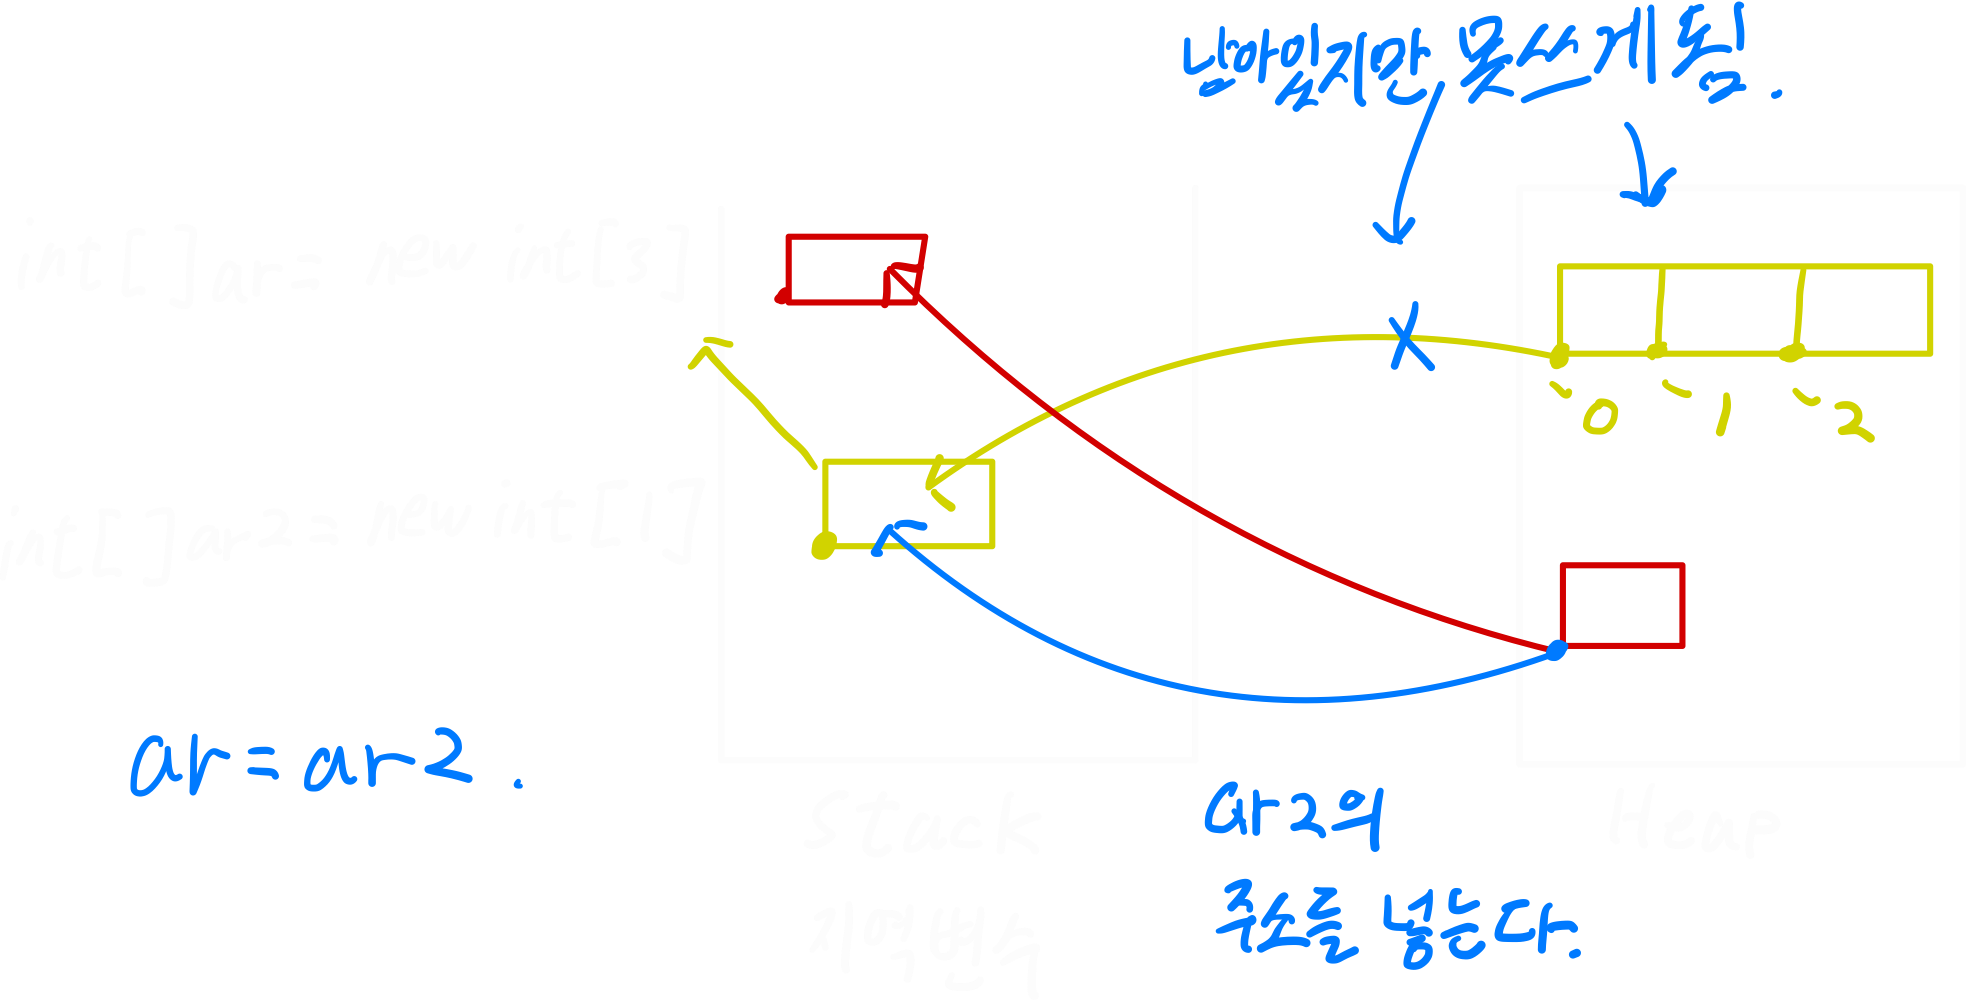 남아있지만 못쓰게됨.
int[]ar = new int[3]
0 1 2
int[]ar2 = new int[1]
ar = ar2.
Stack
지역변수
Heap
ar2의
주소를 넣는다.